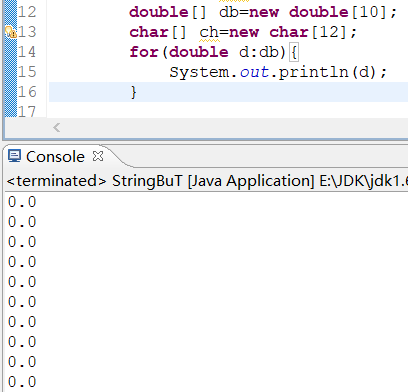 12 double[] db=new double[10];
13 char[] ch=new char[12];
14 for(double d:db){
15 System.out.println(d);
16 }
17
Console
<terminated> StringBuT [Java Application] E:\JDK\jdk1.6
0.0
0.0
0.0
0.0
0.0
0.0
0.0
0.0
0.0
0.0